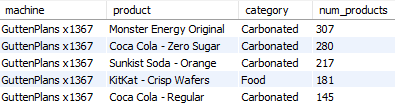 machine product category num_products
GuttenPlans x1367 Monster Energy Original Carbonated 307
GuttenPlans x1367 Coca Cola - Zero Sugar Carbonated 280
GuttenPlans x1367 Sunkist Soda - Orange Carbonated 217
GuttenPlans x1367 KitKat - Crisp Wafers Food 181
GuttenPlans x1367 Coca Cola - Regular Carbonated 145